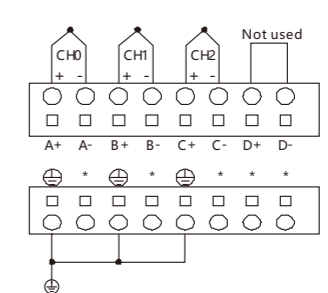 Not used
CH0 CH1 CH2
+ - + - + -
A+ A- B+ B- C+ C- D+ D-
* * * * *